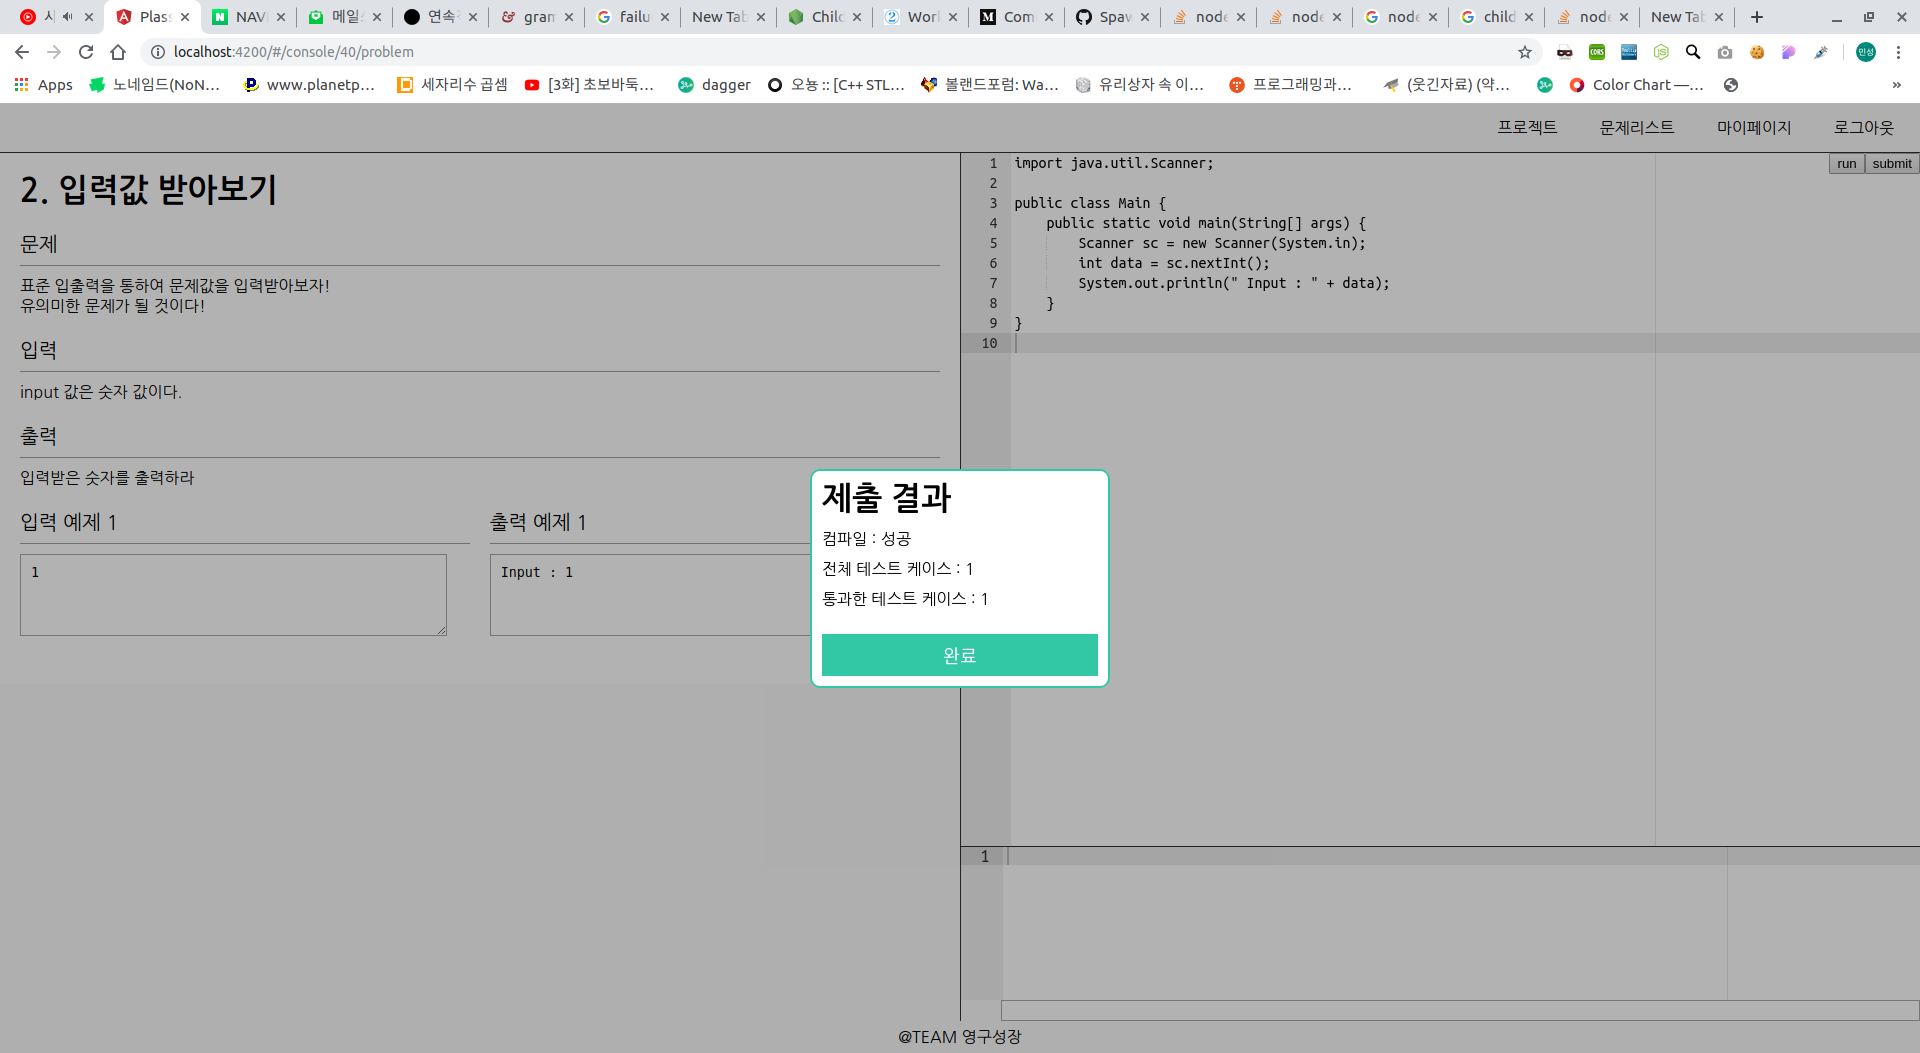 시
Plas
NAV
메일
연속
gran
failu
New Tab
Child
Worl
Com
Spaw
node
node
node
child
node
New Tab
localhost:4200/#/console/40/problem
민성
Apps
노네임드(NoN...
www.planetp...
세자리수 곱셈
[3화] 초보바둑...
dagger
오뇽 :: [C++ STL...
볼랜드포럼: Wa...
유리상자 속 이...
프로그래밍과...
(웃긴자료) (약...
Color Chart —...
»
프로젝트 문제리스트 마이페이지 로그아웃
2. 입력값 받아보기
문제
표준 입출력을 통하여 문제값을 입력받아보자!
유의미한 문제가 될 것이다!
입력
input 값은 숫자 값이다.
출력
입력받은 숫자를 출력하라
입력 예제 1
1
출력 예제 1
Input : 1
run submit
1 import java.util.Scanner;
2
3 public class Main {
4 public static void main(String[] args) {
5 Scanner sc = new Scanner(System.in);
6 int data = sc.nextInt();
7 System.out.println(" Input : " + data);
8 }
9 }
10
제출 결과
컴파일 : 성공
전체 테스트 케이스 : 1
통과한 테스트 케이스 : 1
완료
1
@TEAM 영구성장